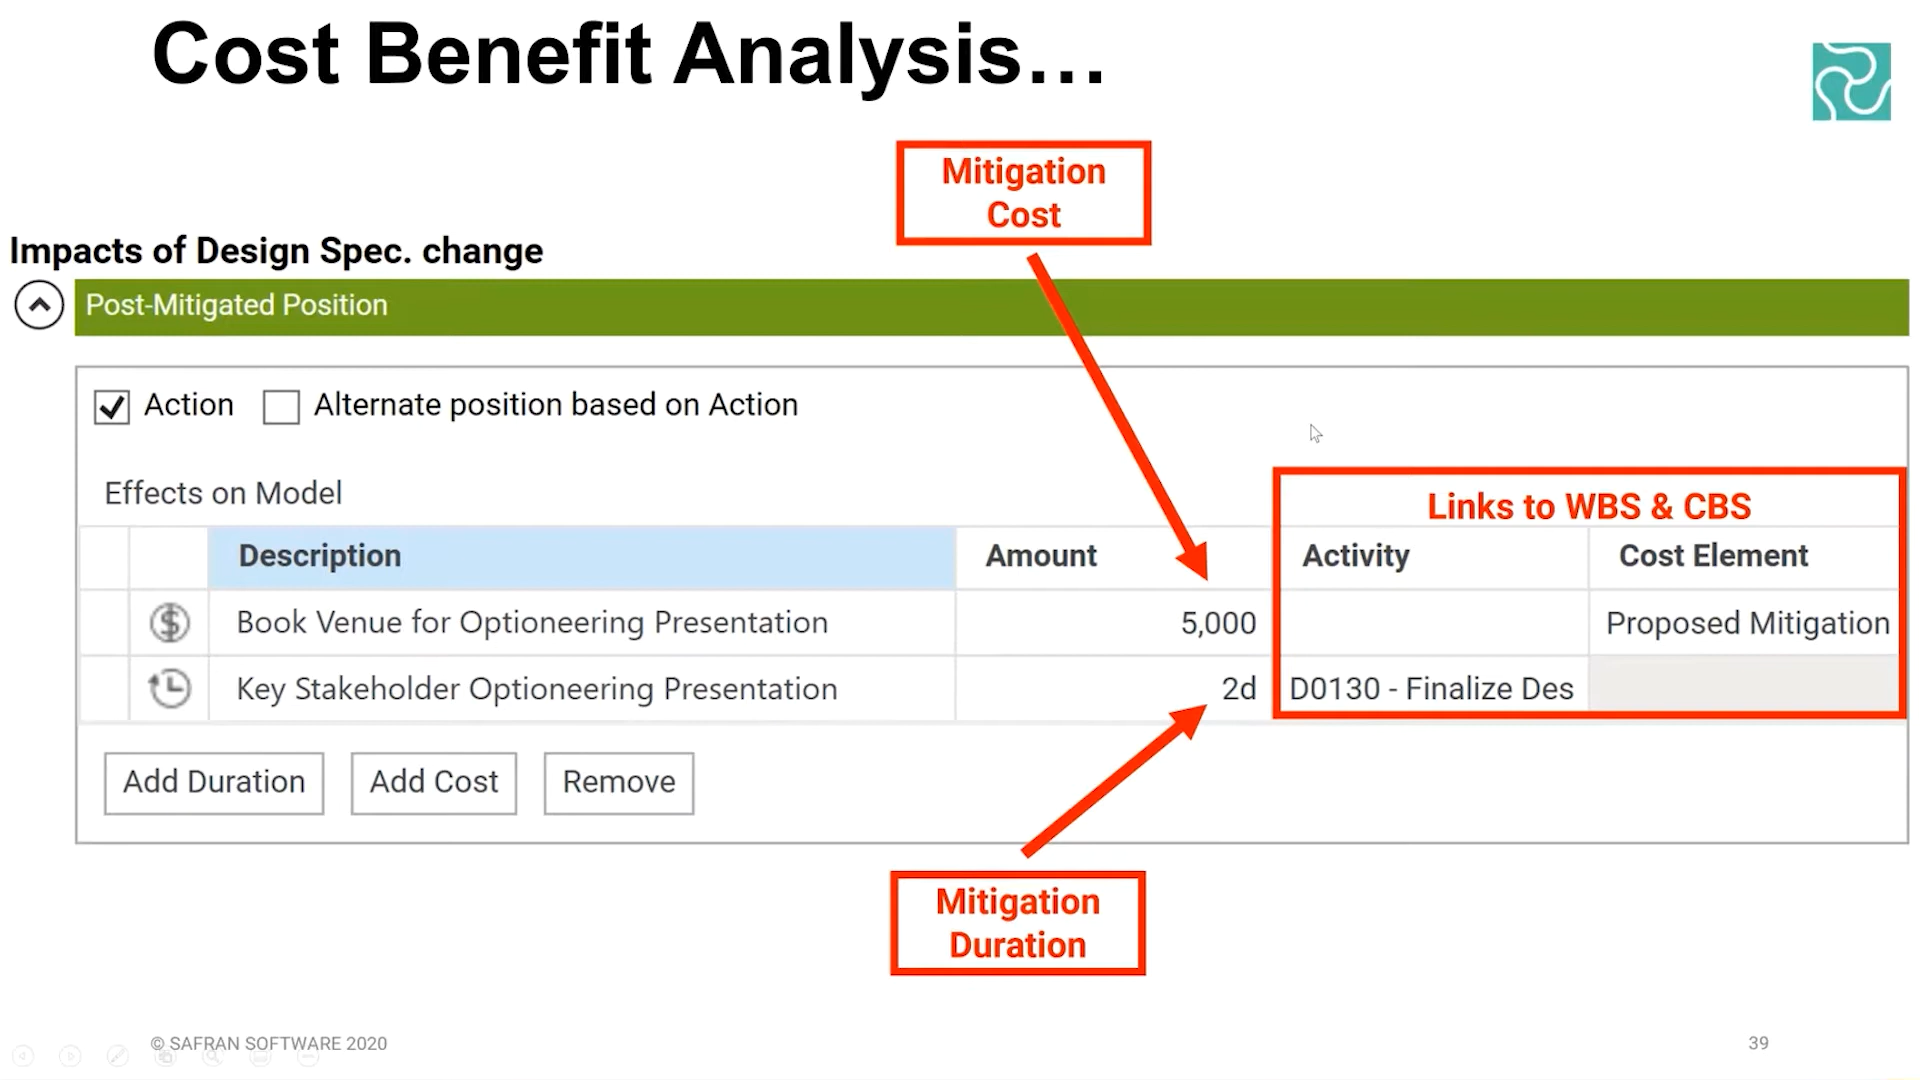 Cost Benefit Analysis…
Mitigation
Cost
Impacts of Design Spec. change
Post-Mitigated Position
Action
Alternate position based on Action
Effects on Model
Links to WBS & CBS
Description
Amount
Activity
Cost Element
$
Book Venue for Optioneering Presentation
5,000
Proposed Mitigation
Key Stakeholder Optioneering Presentation
2d
D0130 - Finalize Des
Add Duration
Add Cost
Remove
Mitigation
Duration
© SAFRAN SOFTWARE 2020
39